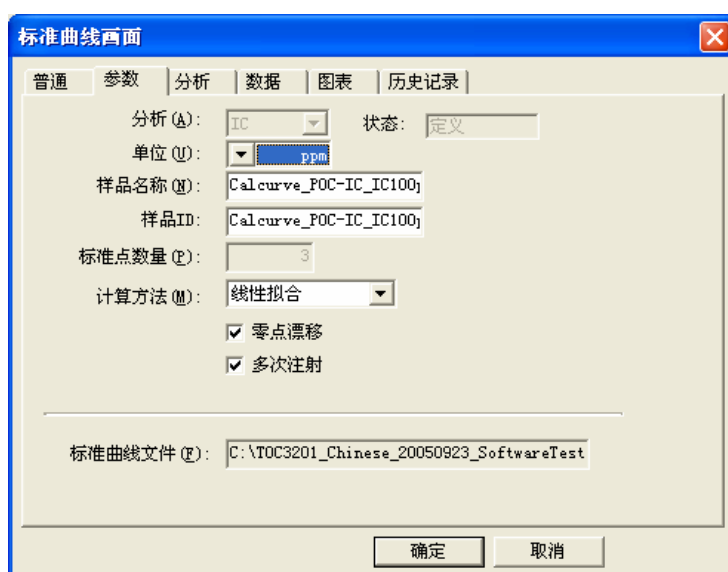 标准曲线画面
普通 参数 分析 数据 图表 历史记录
分析(A): IC 状态: 定义
单位(U): ppm
样品名称(N): Calcurve_POC-IC_IC100
样品ID: Calcurve_POC-IC_IC100
标准点数量(P): 3
计算方法(M): 线性拟合
零点漂移
多次注射
标准曲线文件(F): C:\TOC3201_Chinese_20050923_SoftwareTest
确定 取消